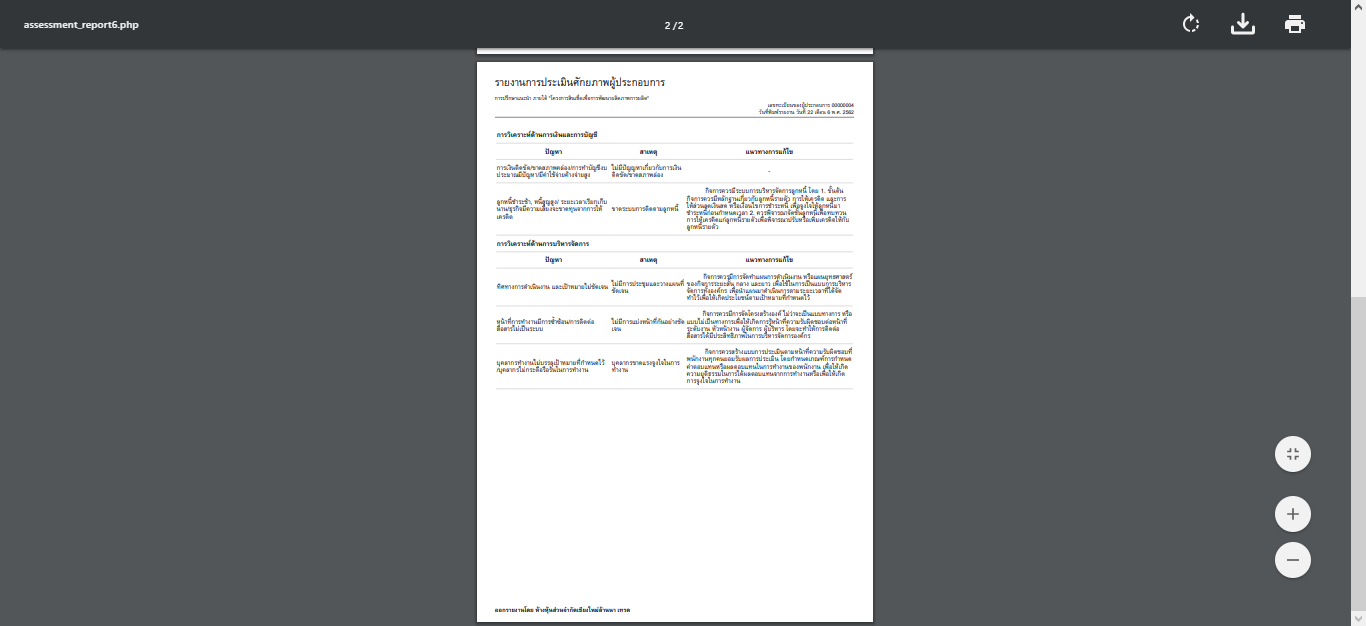 assessment_report6.php
2 /2
รายงานการประเมินศักยภาพผู้ประกอบการ
การปรึกษาแนะนำ ภายใต้ "โครงการสินเชื่อเพื่อการพัฒนาผลิตภาพการผลิต"
เลขทะเบียนของผู้ประกอบการ 00000004
วันที่พิมพ์รายงาน วันที่ 22 เดือน 6 พ.ศ. 2562
การวิเคราะห์ด้านการเงินและการบัญชี
ปัญหา สาเหตุ แนวทางการแก้ไข
การเงินติดขัด/ขาดสภาพคล่อง/การทำบัญชีงบ ไม่มีปัญญหาเกี่ยวกับการเงิน -
ประมาณมีปัญหา/มีค่าใช้จ่ายค้างจ่ายสูง ติดขัด/ขาดสภาพคล่อง
กิจการควรมีระบบการบริหารจัดการลูกหนี้ โดย 1. ขั้นต้น
กิจการควรมีหลักฐานเกี่ยวกับลูกหนี้รายตัว การให้เครดิต และการ
ลูกหนี้ชำระช้า, หนี้สูญสูง/ ระยะเวลาเรียกเก็บ ให้ส่วนลดเงินสด หรือเงื่อนไขการชำระหนี้ เพื่อจูงใจให้ลูกหนี้มา
นาน/ธุรกิจมีความเสี่ยงจะขาดทุนจากการให้ ขาดระบบการติดตามลูกหนี้ ชำระหนี้ก่อนกำหนดเวลา 2. ควรพิจารณาจัดชั้นลูกหนี้เพื่อทบทวน
เครดิต การให้เครดิตแก่ลูกหนี้รายตัวเพื่อพิจารณาปรับหรือเพิ่มเครดิตให้กับ
ลูกหนี้รายตัว
การวิเคราะห์ด้านการบริหารจัดการ
ปัญหา สาเหตุ แนวทางการแก้ไข
กิจการควรมีการจัดทำแผนการดำเนินงาน หรือแผนยุทธศาสตร์
ทิศทางการดำเนินงาน และเป้าหมายไม่ชัดเจน ไม่มีการประชุมและวางแผนที่ ของกิจการระยะสั้น กลาง และยาว เพื่อใช้ในการเป็นแบบการบริหาร
ชัดเจน จัดการทั้งองค์กร เพื่อนำแผนมาดำเนินการตามระยะเวลาที่ได้จัด
ทำไว้เพื่อให้เกิดประโยชน์ตามเป้าหมายที่กำหนดไว้
กิจการควรมีการจัดโครงสร้างองค์ ไม่ว่าจะเป็นแบบทางการ หรือ
หน้าที่การทำงานมีการซ้ำซ้อน/การติดต่อ ไม่มีการแบ่งหน้าที่กันอย่างชัด แบบไม่เป็นทางการเพื่อให้เกิดการรู้หน้าที่ความรับผิดชอบต่อหน้าที่
สื่อสารไม่เป็นระบบ เจน ระดับงาน หัวหน้างาน ผู้จัดการ ผู้บริหาร โดยจะทำให้การติดต่อ
สื่อสารได้มีประสิทธิภาพในการบริหารจัดการองค์กร
กิจการควรสร้างแบบการประเมินตามหน้าที่ความรับผิดชอบที่
พนักงานทุกคนยอมรับผลการประเมิน โดยกำหนดเกณฑ์การกำหนด
บุคลากรทำงานไม่บรรลุเป้าหมายที่กำหนดไว้ บุคลากรขาดแรงจูงใจในการ ค่าตอบแทนหรือผลตอบแทนในการทำงานของพนักงาน เพื่อให้เกิด
/บุคลากรไม่กระตือรือร้นในการทำงาน ทำงาน ความยุติธรรมในการได้ผลตอบแทนจากการทำงานหรือเพื่อให้เกิด
การจูงใจในการทำงาน
ออกรายงานโดย ห้างหุ้นส่วนจำกัดเชียงใหม่ล้านนา เทรด